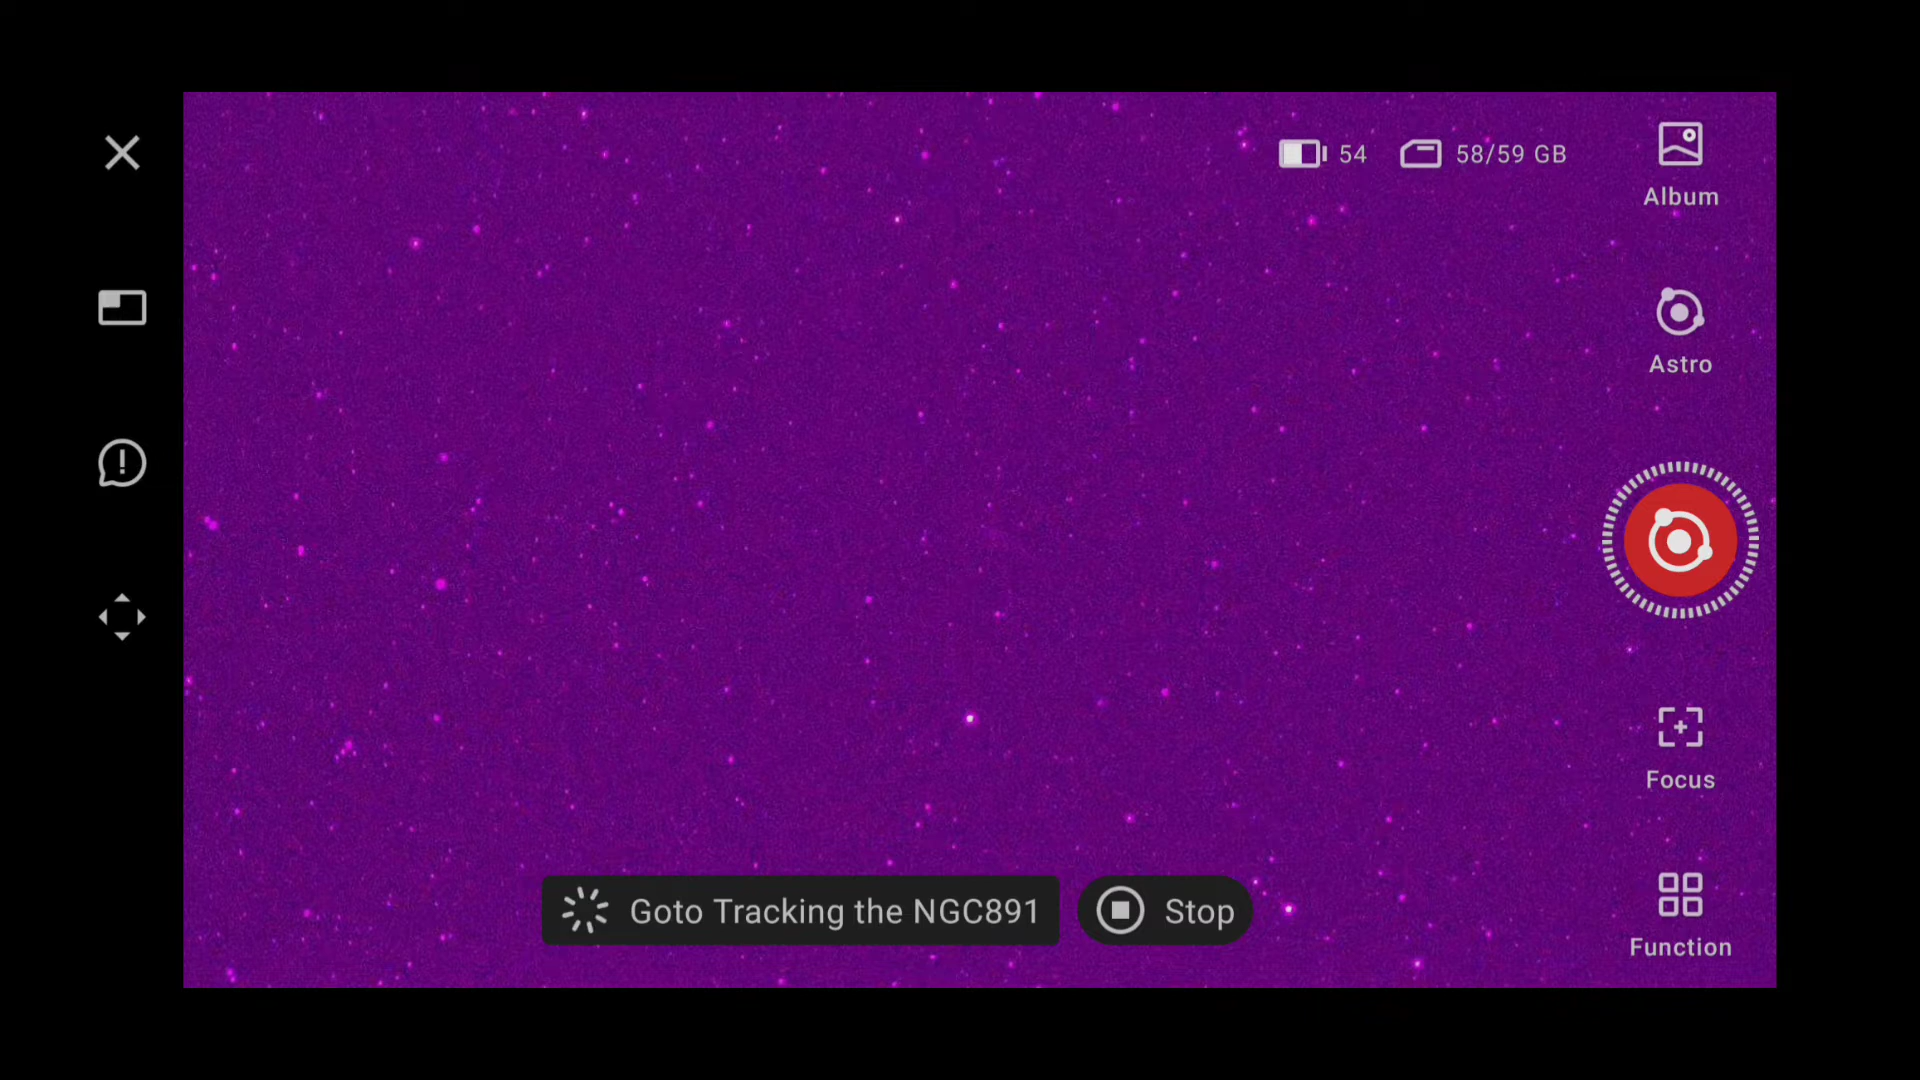 54
58/59 GB
Album
Astro
Focus
Goto Tracking the NGC891
Stop
Function